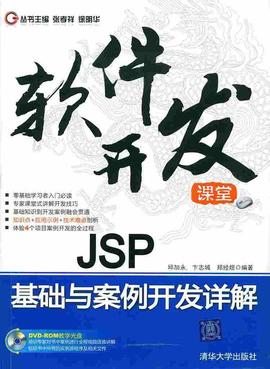 丛书主编 张孝祥 徐明华
软件
开发
课堂
零基础学习者入门必读
专家课堂式讲解开发技巧
基础知识到开发案例融会贯通
知识点+应用示例+技术难点剖析
体验4个项目案例开发的全过程
JSP
邱加永 卞志城 郑经煜 编著
基础与案例开发详解
DVD-ROM教学光盘
清华大学出版社